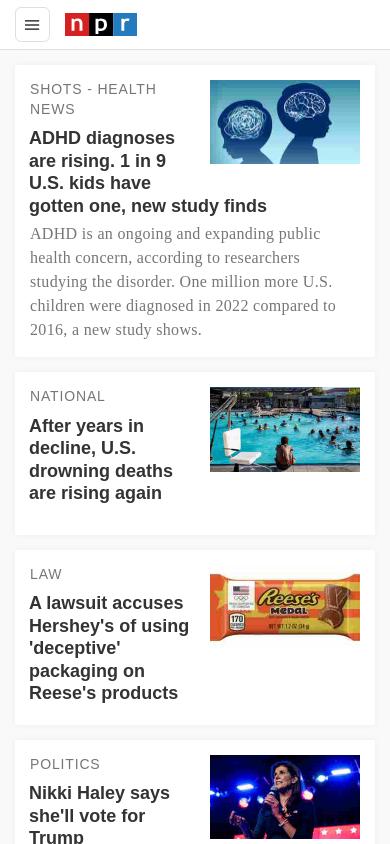 npr
SHOTS - HEALTH
NEWS
ADHD diagnoses
are rising. 1 in 9
U.S. kids have
gotten one, new study finds
ADHD is an ongoing and expanding public
health concern, according to researchers
studying the disorder. One million more U.S.
children were diagnosed in 2022 compared to
2016, a new study shows.
NATIONAL
After years in
decline, U.S.
drowning deaths
are rising again
LAW
A lawsuit accuses
Hershey's of using
'deceptive'
packaging on
Reese's products
Reese's
MEDAL
170
NET WT 1.2 OZ (34 g)
POLITICS
Nikki Haley says
she'll vote for
Trump